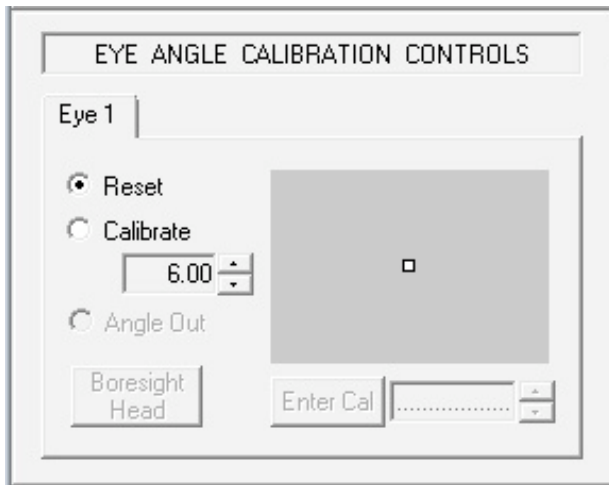 EYE ANGLE CALIBRATION CONTROLS
Eye 1
Reset
Calibrate
6.00
Angle Out
Boresight
Head
Enter Cal
..................